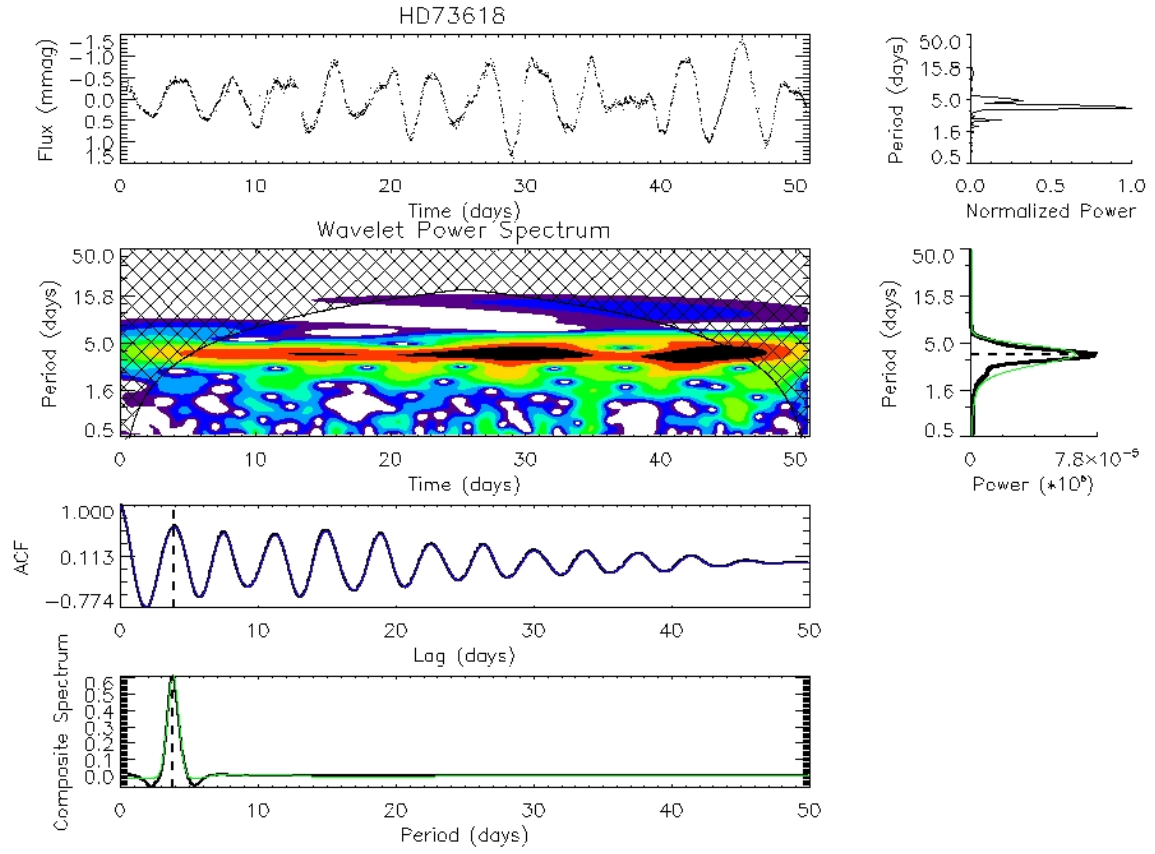 HD73618
−1.5
−1.0
−0.5
0.0
0.5
1.0
1.5
Flux (mmag)
0 10 20 30 40 50
Time (days)
50.0
15.8
5.0
1.6
0.5
Period (days)
0.0 0.5 1.0
Normalized Power
Wavelet Power Spectrum
50.0
15.8
5.0
1.6
0.5
Period (days)
0 10 20 30 40 50
Time (days)
50.0
15.8
5.0
1.6
0.5
Period (days)
0 7.8×10⁻⁵
1.000
0.113
−0.774
ACF
0 10 20 30 40 50
Lag (days)
0.6
0.5
0.4
0.3
0.2
0.1
0.0
Composite Spectrum
0 10 20 30 40 50
Period (days)